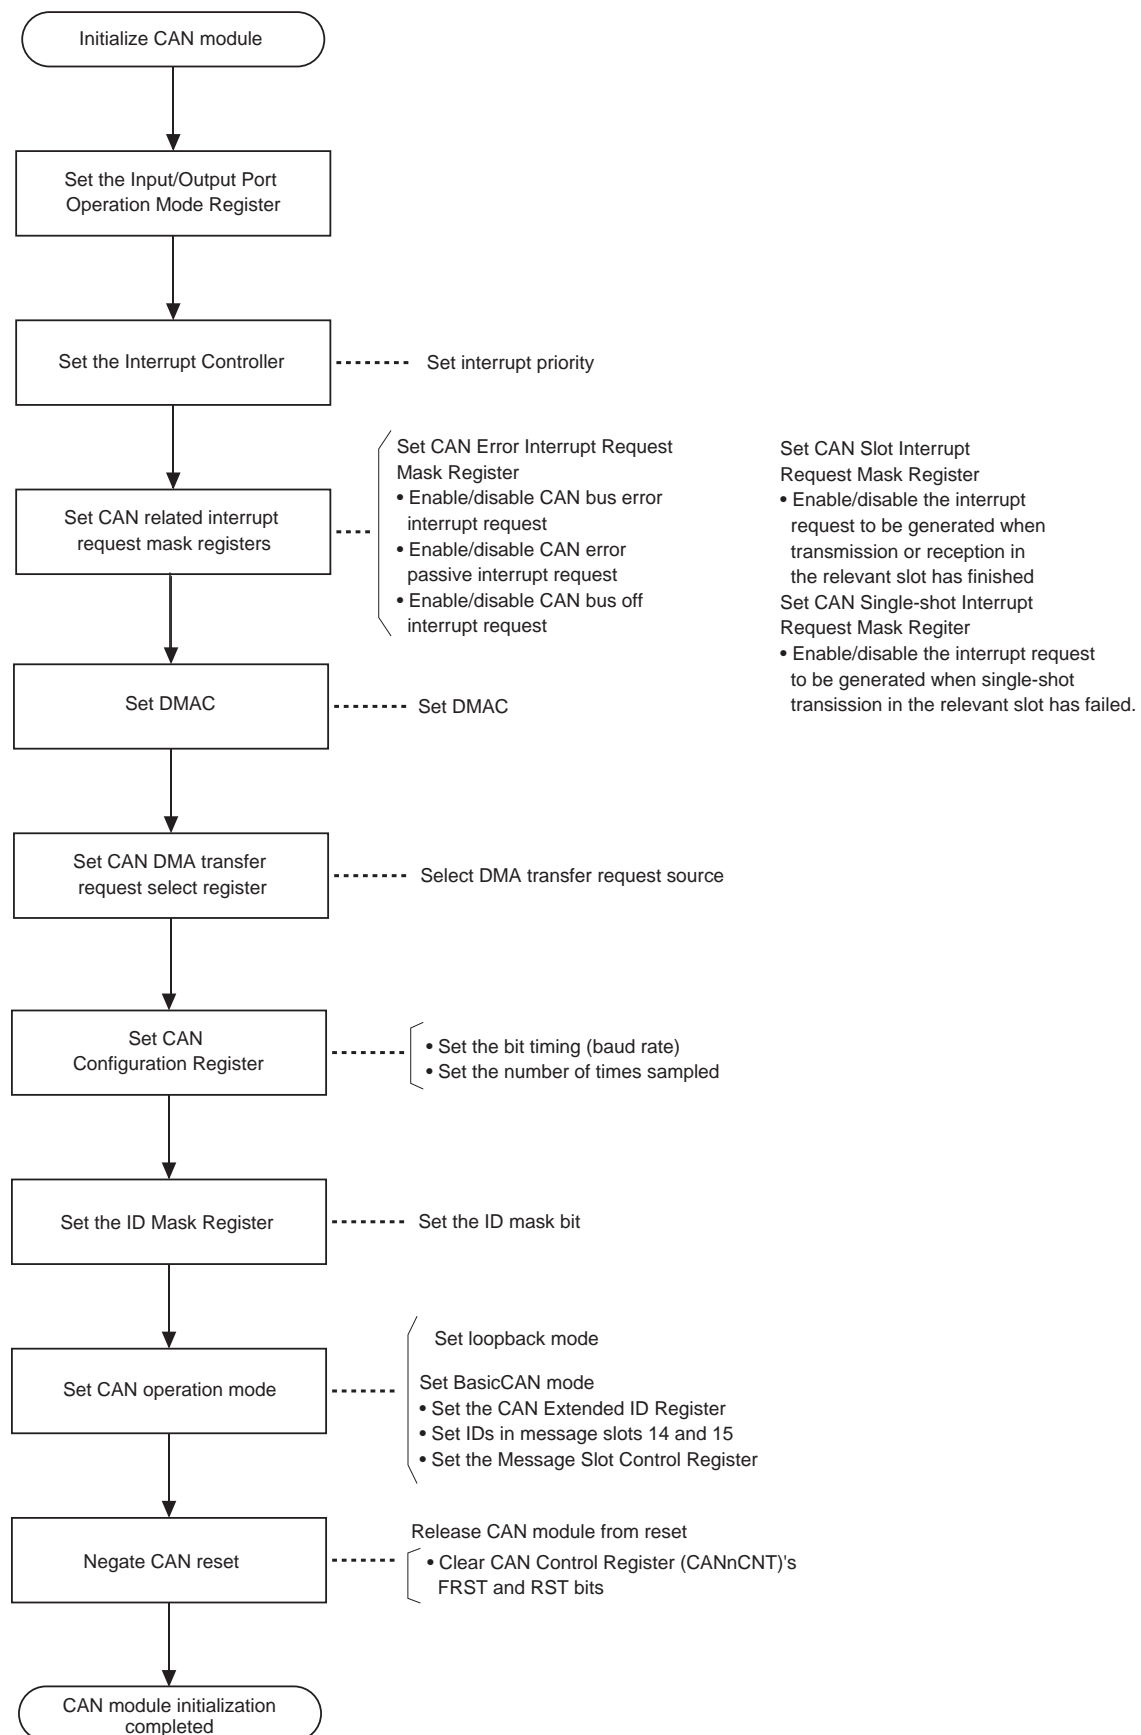 Initialize CAN module
Set the Input/Output Port
Operation Mode Register
Set the Interrupt Controller
Set interrupt priority
Set CAN related interrupt
request mask registers
Set CAN Error Interrupt Request
Mask Register
• Enable/disable CAN bus error
interrupt request
• Enable/disable CAN error
passive interrupt request
• Enable/disable CAN bus off
interrupt request
Set CAN Slot Interrupt
Request Mask Register
• Enable/disable the interrupt
request to be generated when
transmission or reception in
the relevant slot has finished
Set CAN Single-shot Interrupt
Request Mask Regiter
• Enable/disable the interrupt request
to be generated when single-shot
transission in the relevant slot has failed.
Set DMAC
Set DMAC
Set CAN DMA transfer
request select register
Select DMA transfer request source
Set CAN
Configuration Register
• Set the bit timing (baud rate)
• Set the number of times sampled
Set the ID Mask Register
Set the ID mask bit
Set CAN operation mode
Set loopback mode
Set BasicCAN mode
• Set the CAN Extended ID Register
• Set IDs in message slots 14 and 15
• Set the Message Slot Control Register
Negate CAN reset
Release CAN module from reset
• Clear CAN Control Register (CANnCNT)'s
FRST and RST bits
CAN module initialization
completed